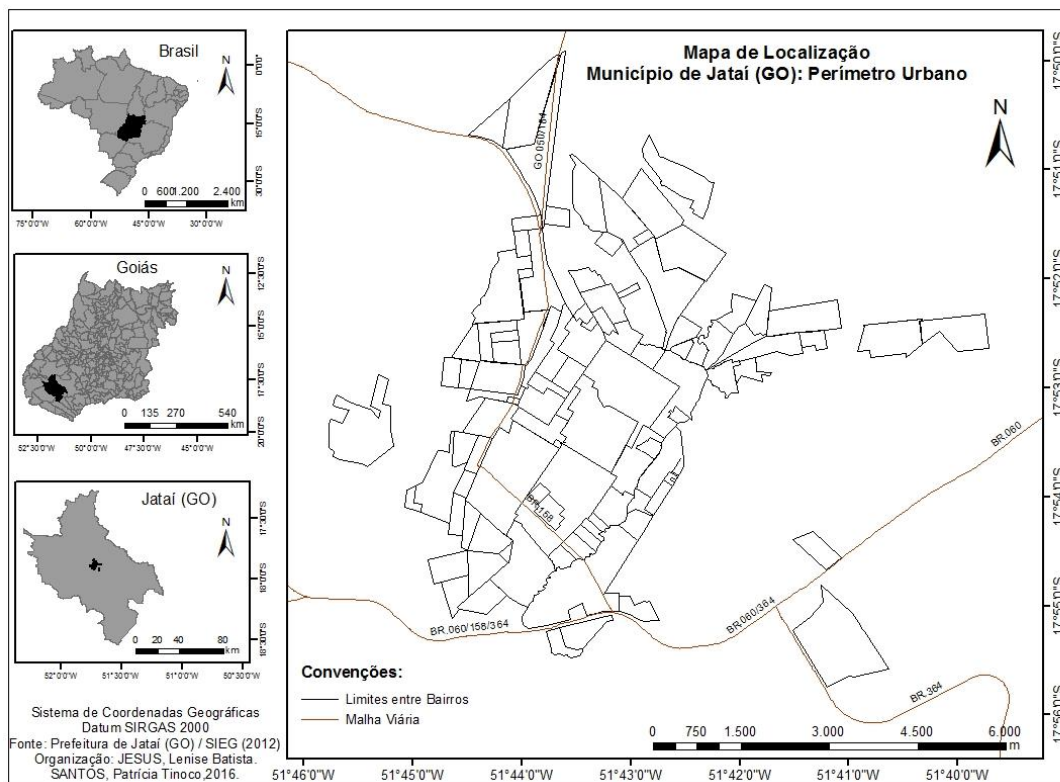 Brasil
N
0°0'0"
15°0'0"S
30°0'0"S
0 600 1.200 2.400
km
75°0'0"W 60°0'0"W 45°0'0"W 30°0'0"W
Goiás
N
12°30'0"S
15°0'0"S
17°30'0"S
20°0'0"S
0 135 270 540
km
52°30'0"W 50°0'0"W 47°30'0"W 45°0'0"W
Jataí (GO)
N
17°30'0"S
18°0'0"S
18°30'0"S
0 20 40 80
km
52°0'0"W 51°30'0"W 51°0'0"W 50°30'0"W
Sistema de Coordenadas Geográficas
Datum SIRGAS 2000
Fonte: Prefeitura de Jataí (GO) / SIEG (2012)
Organização: JESUS, Lenise Batista.
SANTOS, Patrícia Tinoco,2016.
Mapa de Localização
Município de Jataí (GO): Perímetro Urbano
N
GO 050/184
BR.158
BR.060
BR.060/158/364
BR.060/364
BR.364
Convenções:
Limites entre Bairros
Malha Viária
0 750 1.500 3.000 4.500 6.000
m
17°50'0"S
17°51'0"S
17°52'0"S
17°53'0"S
17°54'0"S
17°55'0"S
17°56'0"S
51°46'0"W 51°45'0"W 51°44'0"W 51°43'0"W 51°42'0"W 51°41'0"W 51°40'0"W